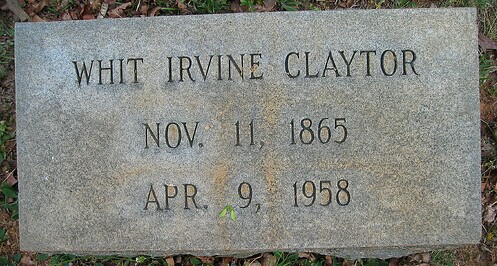 WHIT IRVINE CLAYTOR
NOV. 11, 1865
APR. 9, 1958